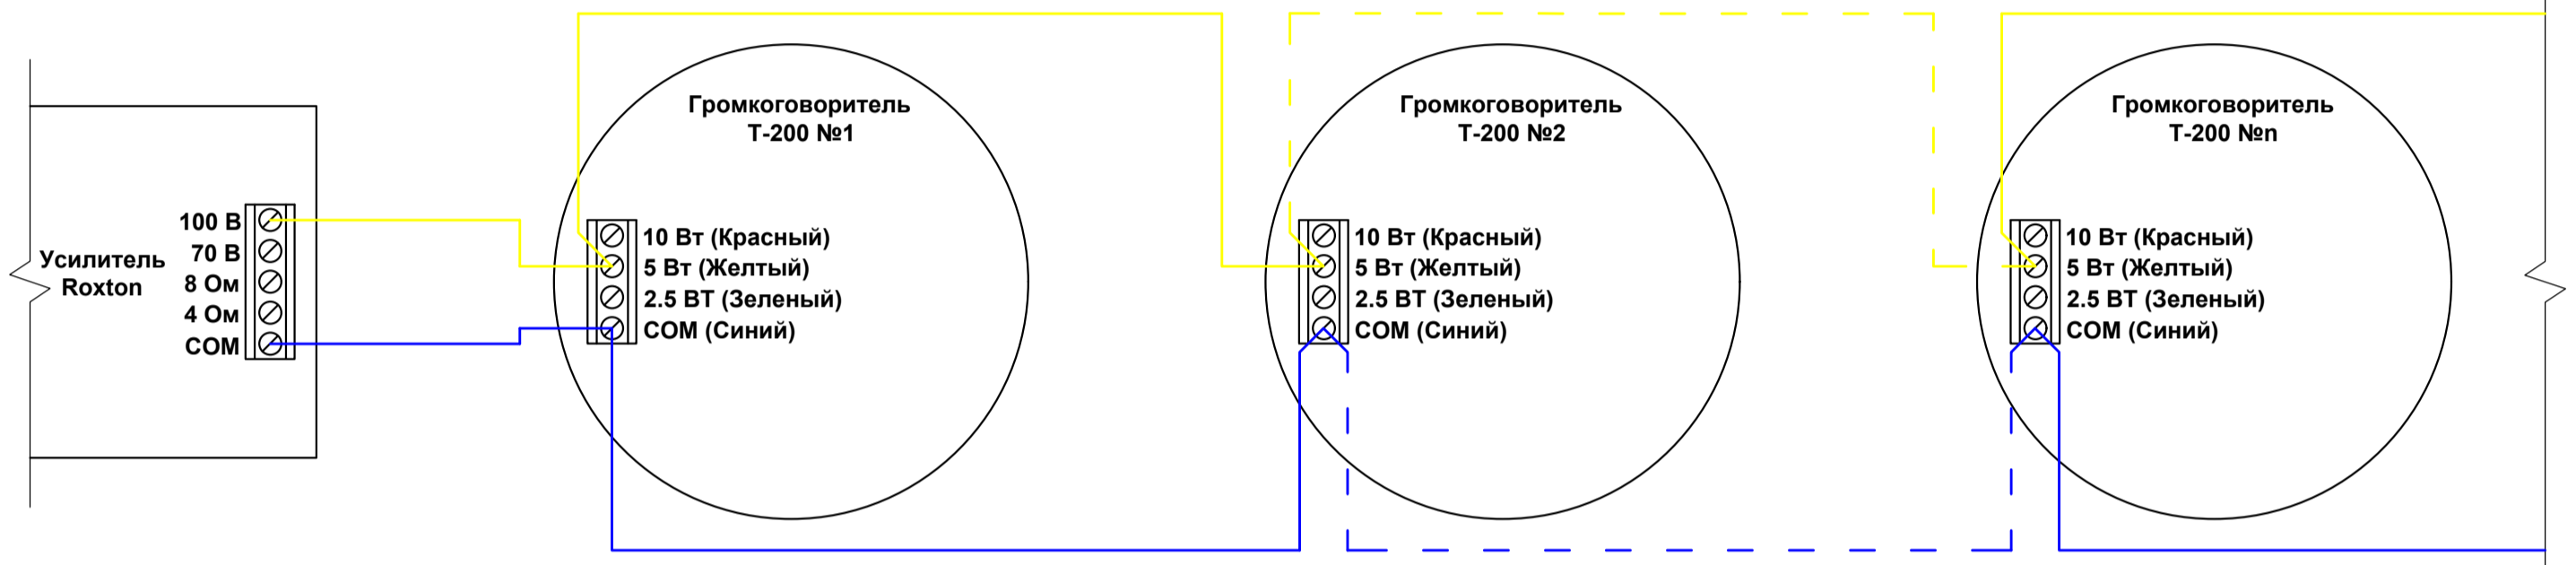 Усилитель
Roxton
100 В
70 В
8 Ом
4 Ом
COM
Громкоговоритель
Т-200 №1
10 Вт (Красный)
5 Вт (Желтый)
2.5 ВТ (Зеленый)
COM (Синий)
Громкоговоритель
Т-200 №2
10 Вт (Красный)
5 Вт (Желтый)
2.5 ВТ (Зеленый)
COM (Синий)
Громкоговоритель
Т-200 №n
10 Вт (Красный)
5 Вт (Желтый)
2.5 ВТ (Зеленый)
COM (Синий)